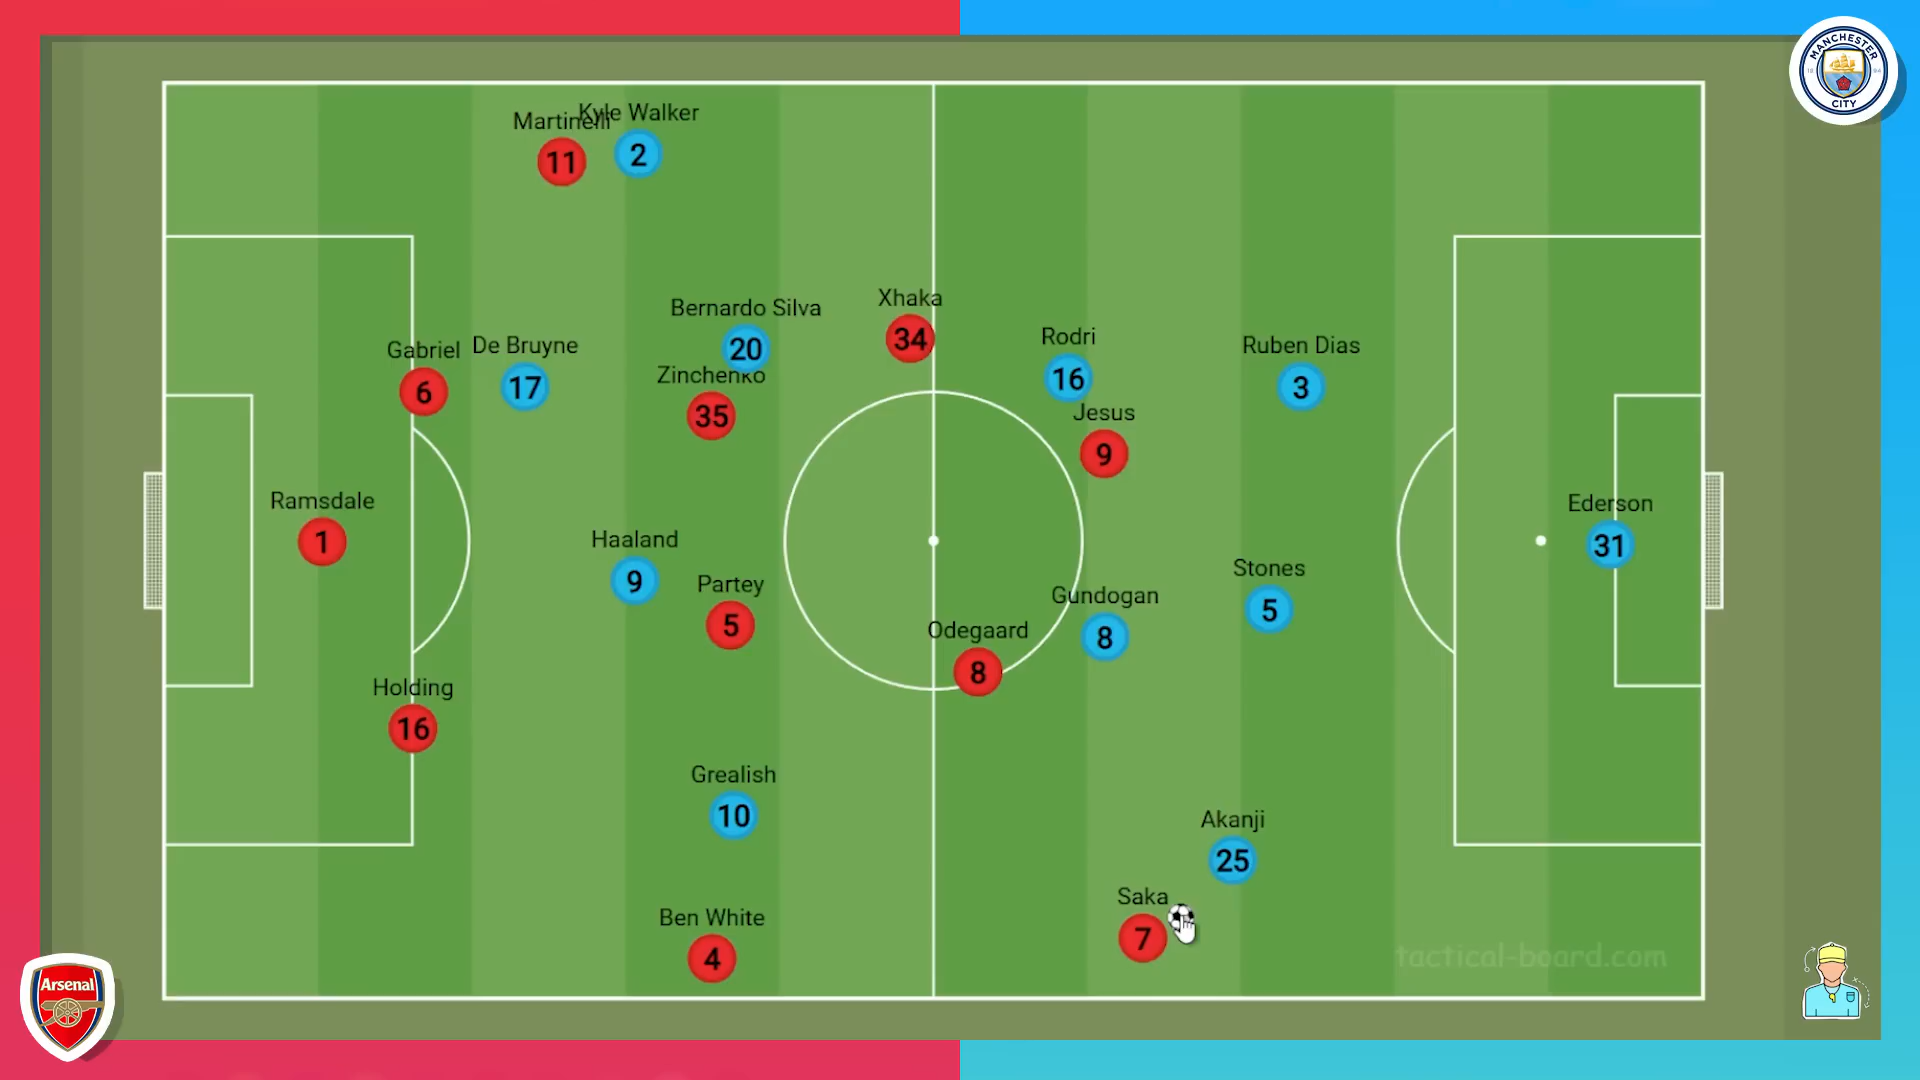 MANCHESTER
CITY
Martinelli
11
Kyle Walker
2
Bernardo Silva
20
Xhaka
34
Rodri
16
Ruben Dias
3
Gabriel
6
De Bruyne
17
Zinchenko
35
Jesus
9
Ramsdale
1
Haaland
9
Partey
5
Gundogan
8
Stones
5
Ederson
31
Odegaard
8
Holding
16
Grealish
10
Akanji
25
Ben White
4
Saka
7
tactical-board.com
Arsenal